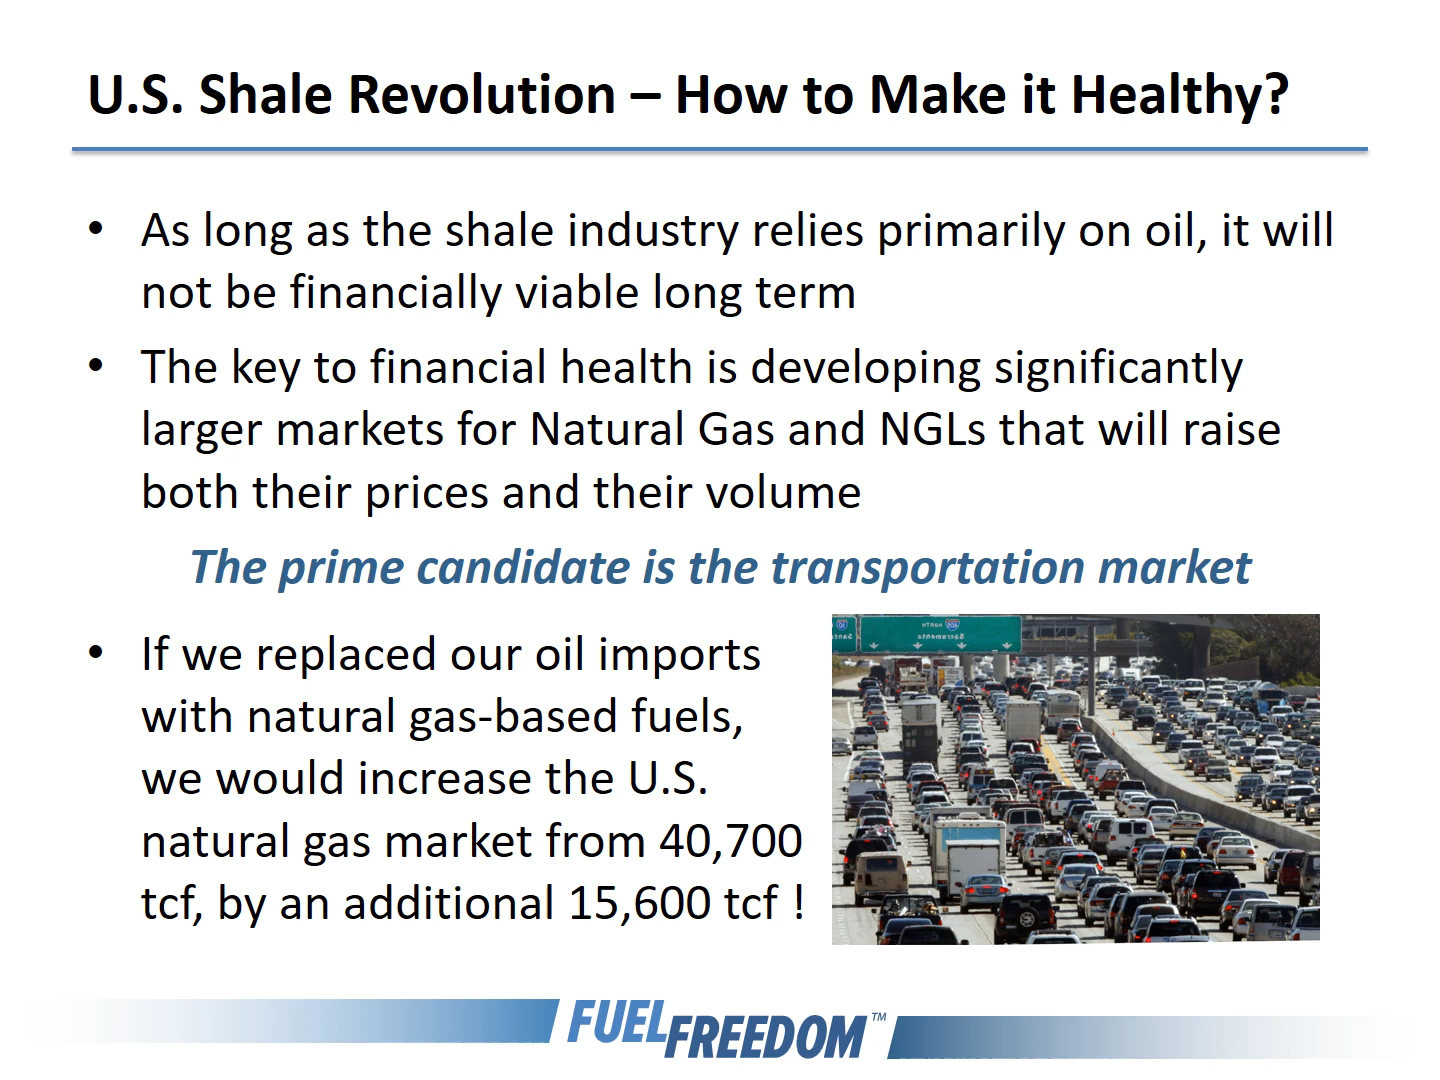 U.S. Shale Revolution – How to Make it Healthy?
• As long as the shale industry relies primarily on oil, it will
not be financially viable long term
• The key to financial health is developing significantly
larger markets for Natural Gas and NGLs that will raise
both their prices and their volume
The prime candidate is the transportation market
• If we replaced our oil imports
with natural gas-based fuels,
we would increase the U.S.
natural gas market from 40,700
tcf, by an additional 15,600 tcf !
NORTH
Sacramento
FUELFREEDOM™